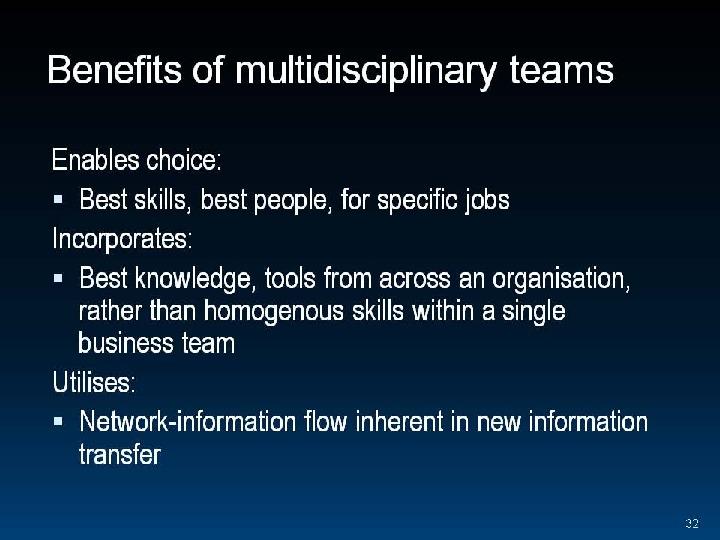 Benefits of multidisciplinary teams
Enables choice:
▪ Best skills, best people, for specific jobs
Incorporates:
▪ Best knowledge, tools from across an organisation,
rather than homogenous skills within a single
business team
Utilises:
▪ Network-information flow inherent in new information
transfer
32